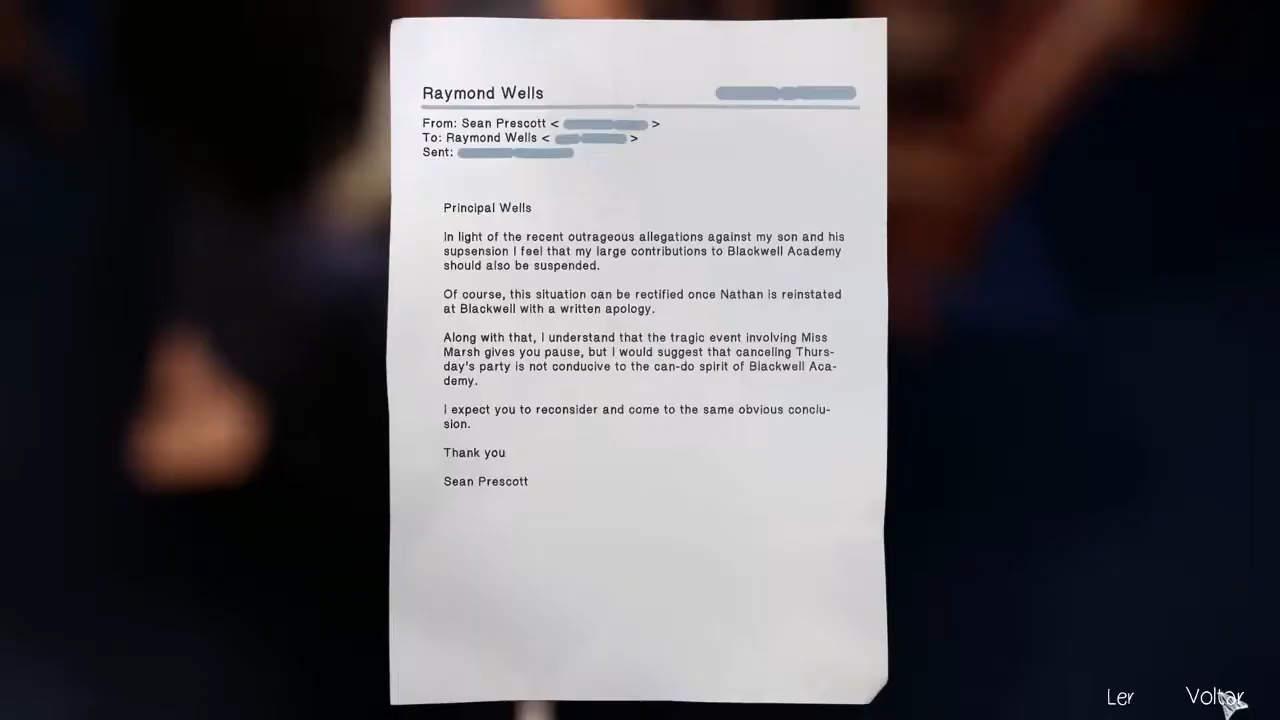 Raymond Wells
From: Sean Prescott < >
To: Raymond Wells < >
Sent:
Principal Wells
In light of the recent outrageous allegations against my son and his
supsension I feel that my large contributions to Blackwell Academy
should also be suspended.
Of course, this situation can be rectified once Nathan is reinstated
at Blackwell with a written apology.
Along with that, I understand that the tragic event involving Miss
Marsh gives you pause, but I would suggest that canceling Thurs-
day's party is not conducive to the can-do spirit of Blackwell Aca-
demy.
I expect you to reconsider and come to the same obvious conclu-
sion.
Thank you
Sean Prescott
Ler Voltar